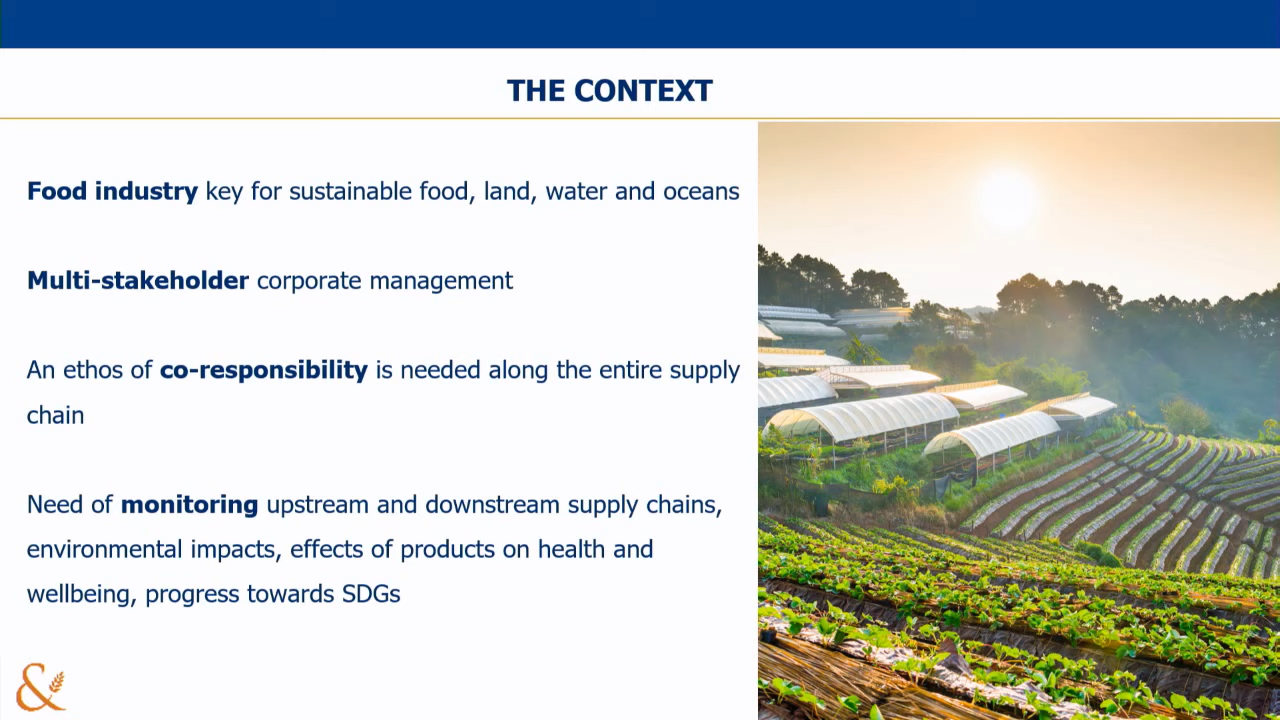 THE CONTEXT
Food industry key for sustainable food, land, water and oceans
Multi-stakeholder corporate management
An ethos of co-responsibility is needed along the entire supply
chain
Need of monitoring upstream and downstream supply chains,
environmental impacts, effects of products on health and
wellbeing, progress towards SDGs
&